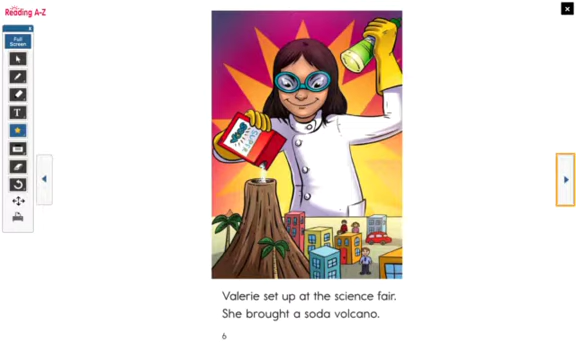 Reading A-Z
Full
Screen
T
Valerie set up at the science fair.
She brought a soda volcano.
6